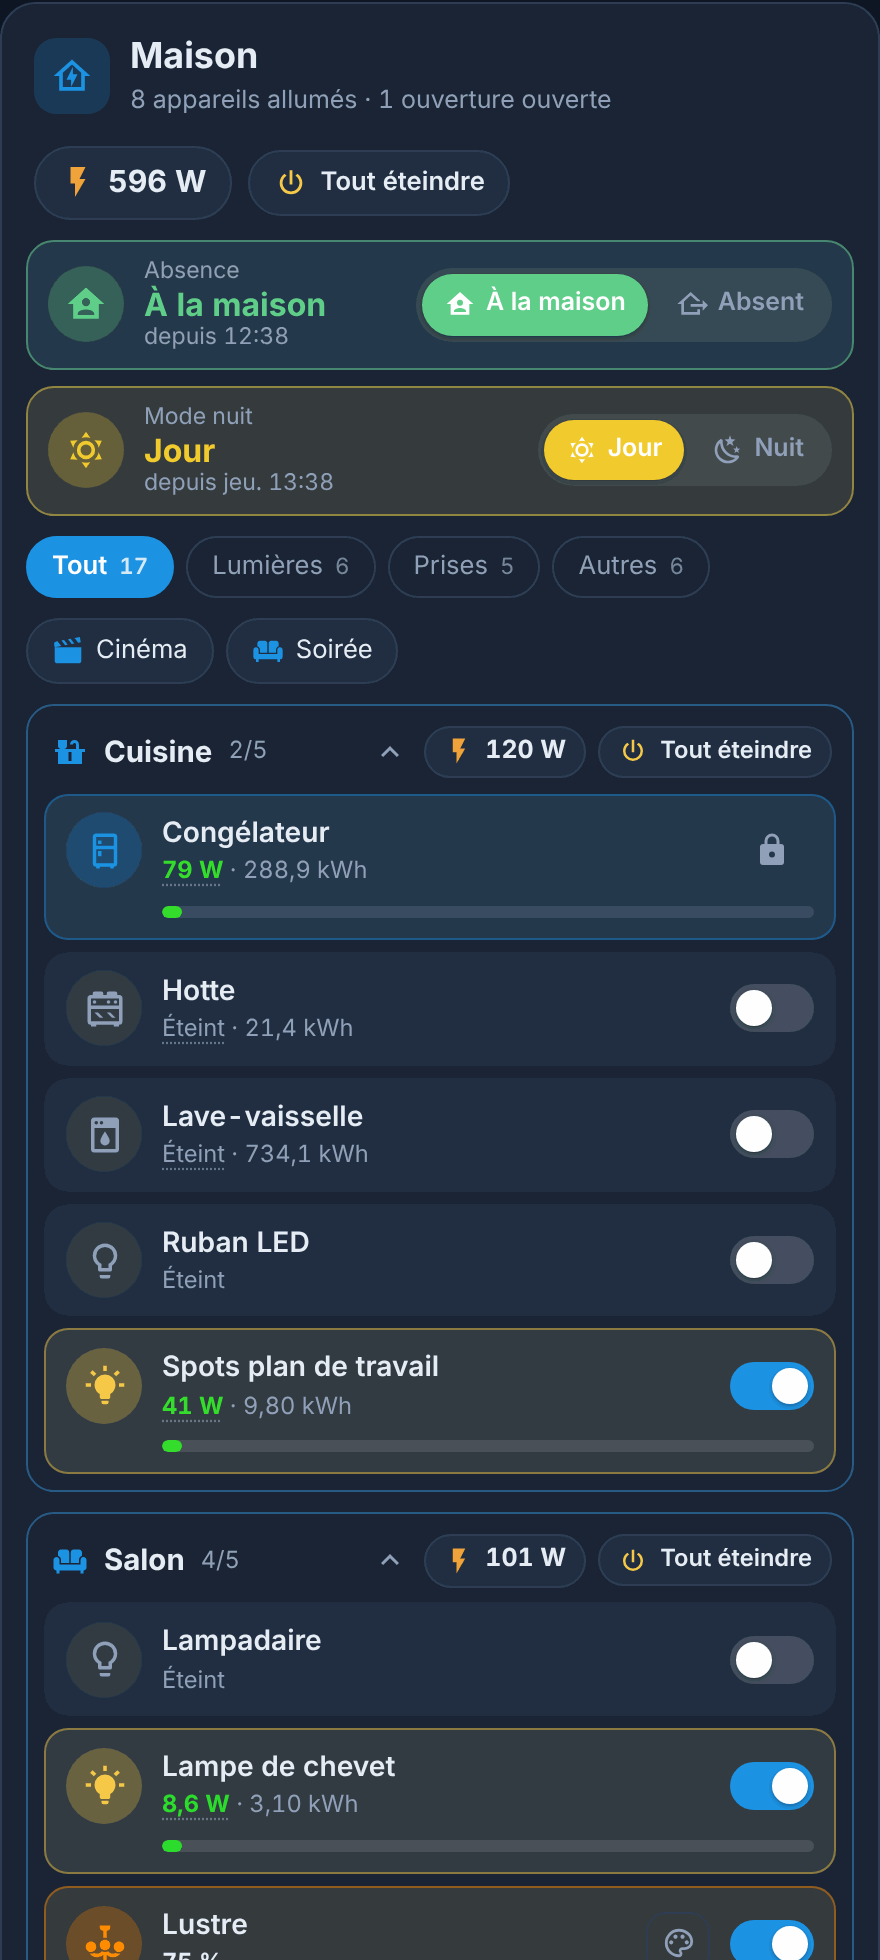 Maison
8 appareils allumés · 1 ouverture ouverte
596 W
Tout éteindre
Absence
À la maison
depuis 12:38
À la maison
Absent
Mode nuit
Jour
depuis jeu. 13:38
Jour
Nuit
Tout 17
Lumières 6
Prises 5
Autres 6
Cinéma
Soirée
Cuisine 2/5
120 W
Tout éteindre
Congélateur
79 W · 288,9 kWh
Hotte
Éteint · 21,4 kWh
Lave-vaisselle
Éteint · 734,1 kWh
Ruban LED
Éteint
Spots plan de travail
41 W · 9,80 kWh
Salon 4/5
101 W
Tout éteindre
Lampadaire
Éteint
Lampe de chevet
8,6 W · 3,10 kWh
Lustre
75 %